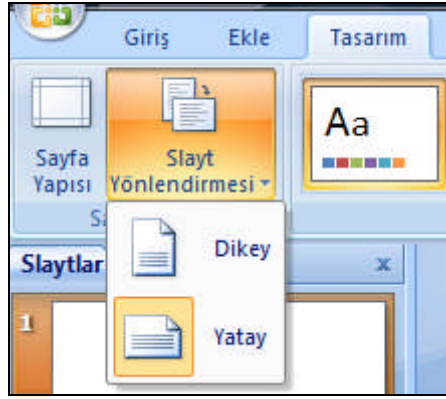 Giriş Ekle Tasarım
Sayfa Yapısı
Slayt Yönlendirmesi
Aa
Dikey
Slaytlar
x
1
Yatay